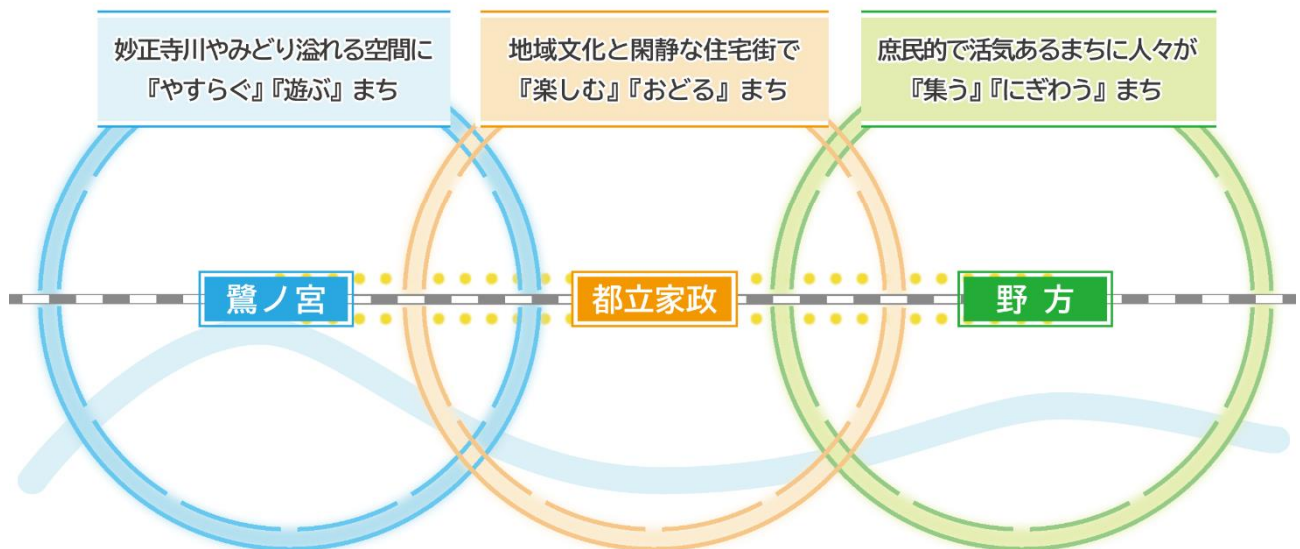 妙正寺川やみどり溢れる空間に
『やすらぐ』『遊ぶ』まち
地域文化と閑静な住宅街で
『楽しむ』『おどる』まち
庶民的で活気あるまちに人々が
『集う』『にぎわう』まち
鷺ノ宮
都立家政
野方